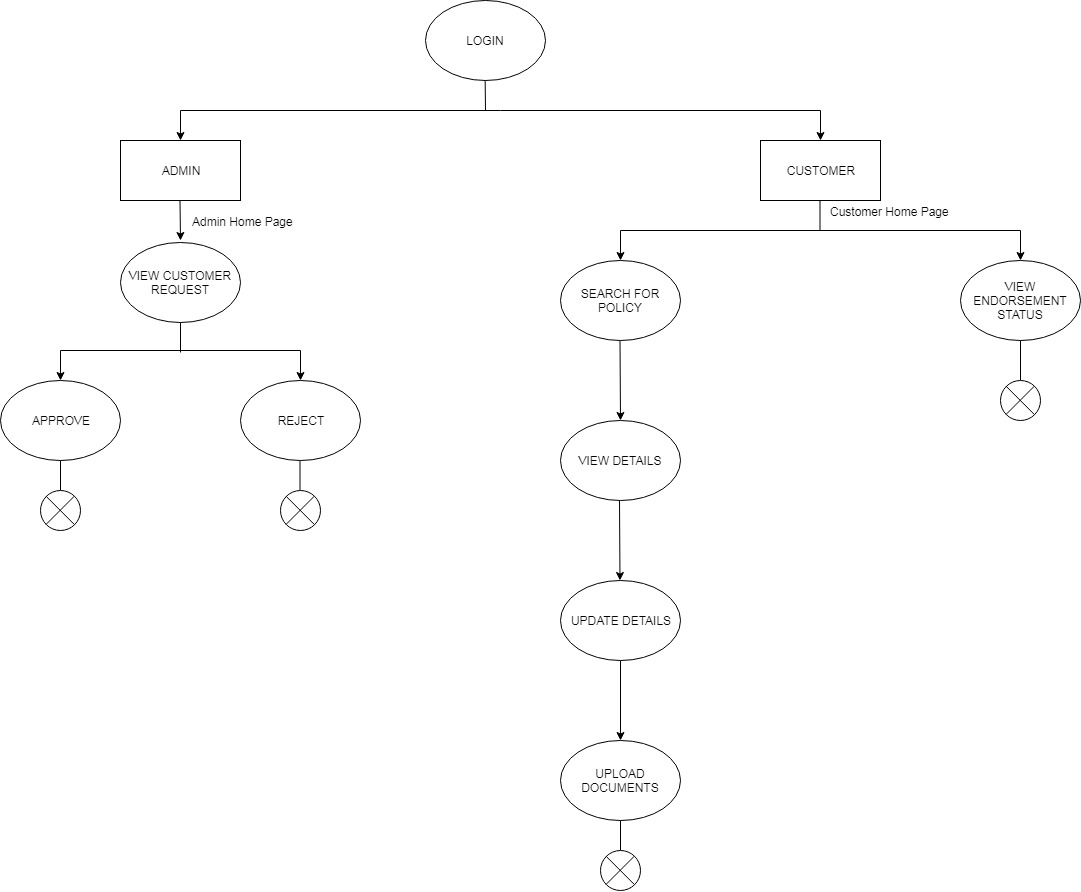 LOGIN
ADMIN
CUSTOMER
Admin Home Page
Customer Home Page
VIEW CUSTOMER
REQUEST
SEARCH FOR
POLICY
VIEW
ENDORSEMENT
STATUS
APPROVE
REJECT
VIEW DETAILS
UPDATE DETAILS
UPLOAD
DOCUMENTS